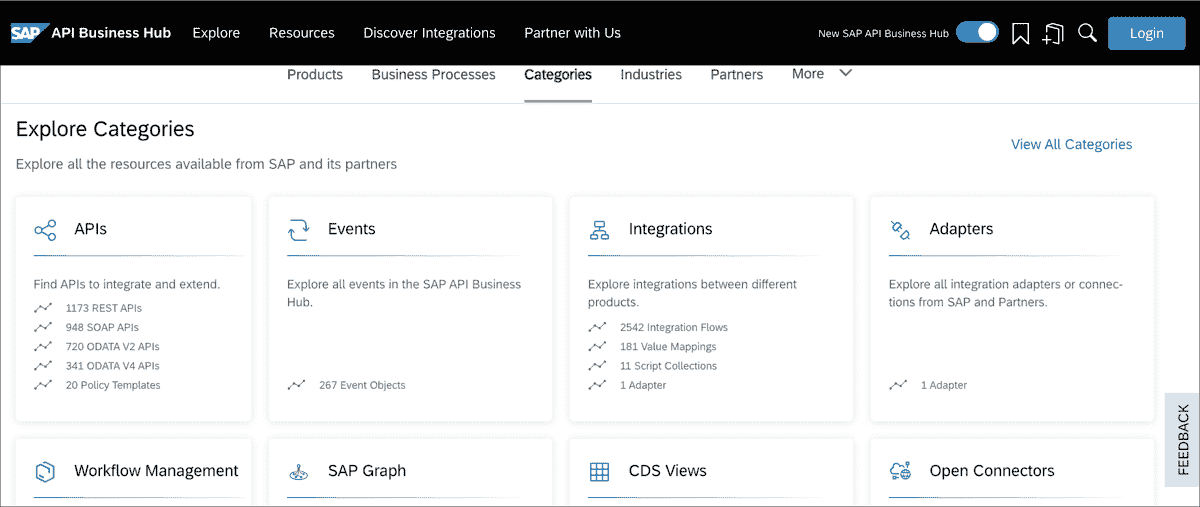 SAP API Business Hub Explore Resources Discover Integrations Partner with Us New SAP API Business Hub Login
Products Business Processes Categories Industries Partners More
Explore Categories
View All Categories
Explore all the resources available from SAP and its partners
APIs
Find APIs to integrate and extend.
1173 REST APIs
948 SOAP APIs
720 ODATA V2 APIs
341 ODATA V4 APIs
20 Policy Templates
Events
Explore all events in the SAP API Business
Hub.
267 Event Objects
Integrations
Explore integrations between different
products.
2542 Integration Flows
181 Value Mappings
11 Script Collections
1 Adapter
Adapters
Explore all integration adapters or connec-
tions from SAP and Partners.
1 Adapter
Workflow Management
SAP Graph
CDS Views
Open Connectors
FEEDBACK